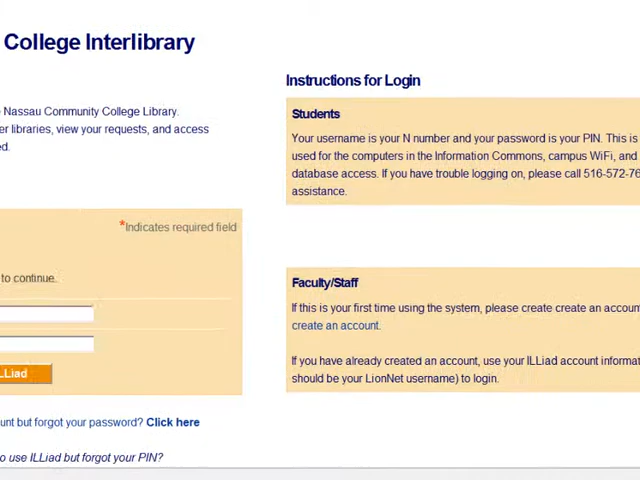 College Interlibrary
Nassau Community College Library.
er libraries, view your requests, and access
ed.
*Indicates required field
to continue.
LLiad
unt but forgot your password? Click here
o use ILLiad but forgot your PIN?
Instructions for Login
Students
Your username is your N number and your password is your PIN. This is
used for the computers in the Information Commons, campus WiFi, and
database access. If you have trouble logging on, please call 516-572-76
assistance.
Faculty/Staff
If this is your first time using the system, please create create an accoun
create an account.
If you have already created an account, use your ILLiad account informat
should be your LionNet username) to login.